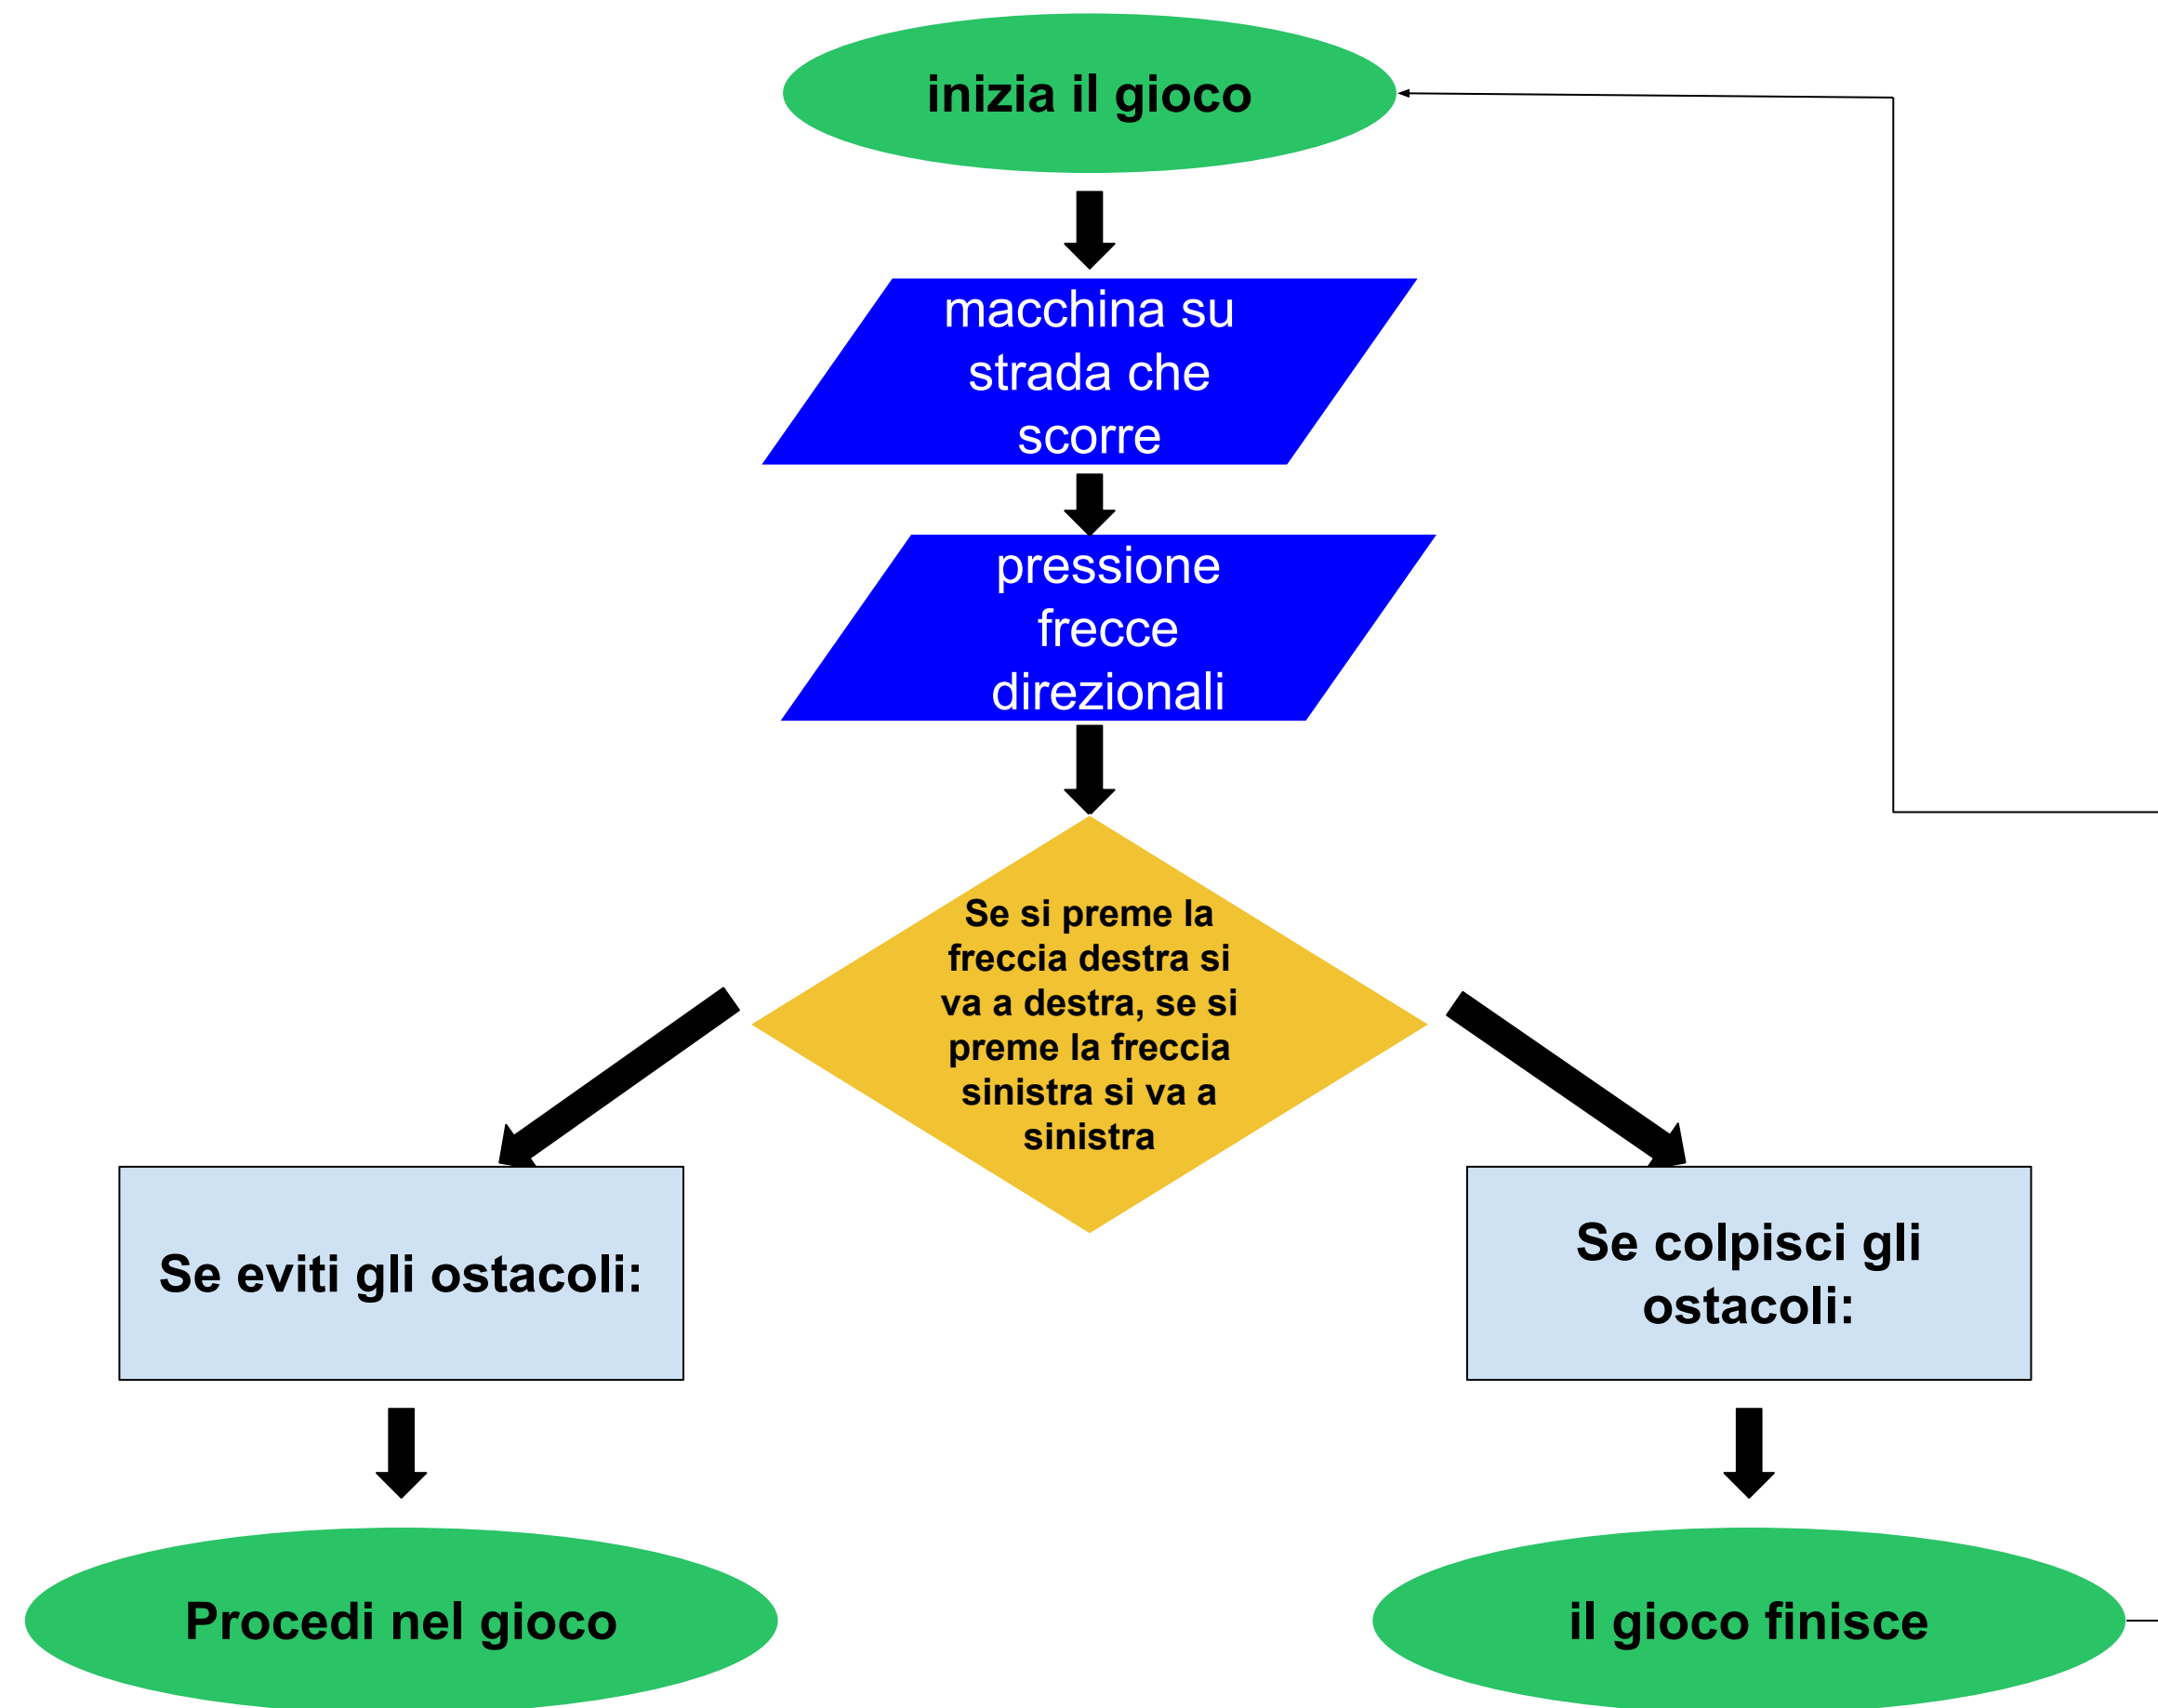 inizia il gioco
macchina su
strada che
scorre
pressione
frecce
direzionali
Se si preme la
freccia destra si
va a destra, se si
preme la freccia
sinistra si va a
sinistra
Se eviti gli ostacoli:
Se colpisci gli
ostacoli:
Procedi nel gioco
il gioco finisce